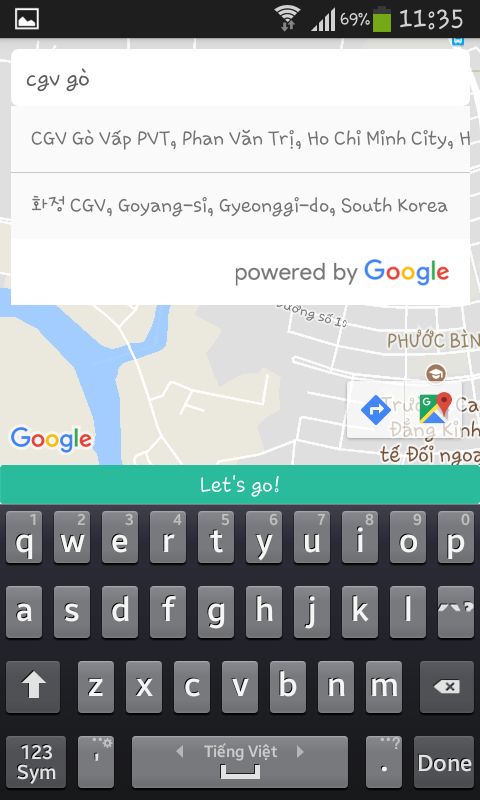 69% 11:35
cgv gò
CGV Gò Vấp PVT, Phan Văn Trị, Ho Chi Minh City, H
화정 CGV, Goyang-si, Gyeonggi-do, South Korea
powered by Google
Đường số 1
PHƯỚC BÌN
Trườ Ca
Đẳng Kinh
tế Đối ngoạ
Google
Let's go!
1 2 3 4 5 6 7 8 9 0
q w e r t y u i o p
a s d f g h j k l
z x c v b n m
123 Tiếng Việt ? Done
Sym ' .